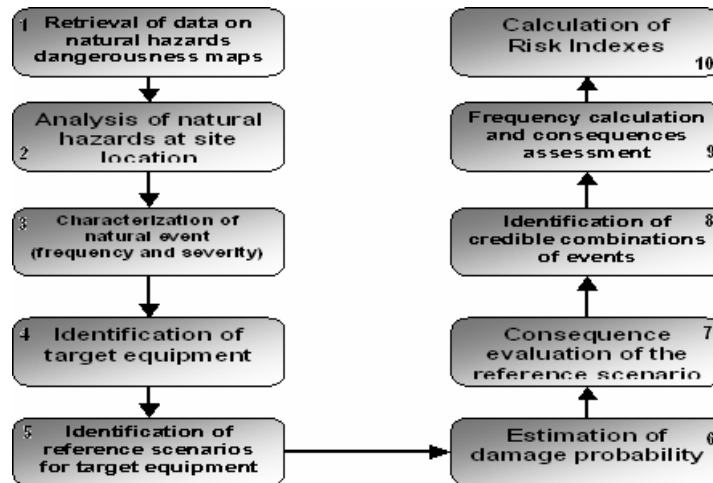 1 Retrieval of data on
natural hazards
dangerousness maps
2 Analysis of natural
hazards at site
location
3 Characterization of
natural event
(frequency and severity)
4 Identification of
target equipment
5 Identification of
reference scenarios
for target equipment
Estimation of 6
damage probability
Consequence 7
evaluation of the
reference scenario
Identification of 8
credible combinations
of events
Frequency calculation
and consequences
assessment 9
Calculation of
Risk Indexes
10